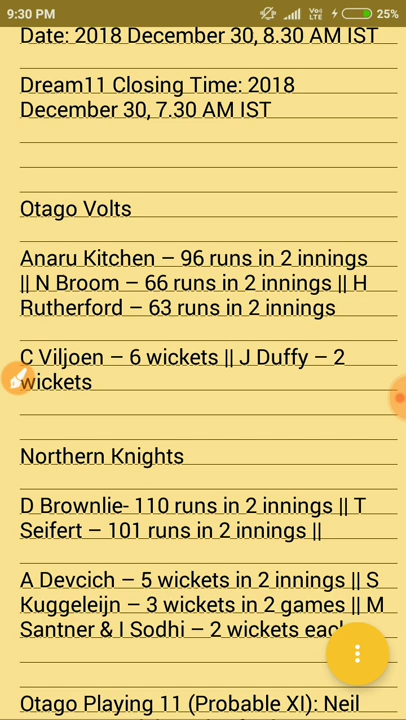 9:30 PM
VoLTE
25%
Date: 2018 December 30, 8.30 AM IST
Dream11 Closing Time: 2018
December 30, 7.30 AM IST
Otago Volts
Anaru Kitchen – 96 runs in 2 innings
|| N Broom – 66 runs in 2 innings || H
Rutherford – 63 runs in 2 innings
C Viljoen – 6 wickets || J Duffy – 2
wickets
Northern Knights
D Brownlie- 110 runs in 2 innings || T
Seifert – 101 runs in 2 innings ||
A Devcich – 5 wickets in 2 innings || S
Kuggeleijn – 3 wickets in 2 games || M
Santner & I Sodhi – 2 wickets each
Otago Playing 11 (Probable XI): Neil